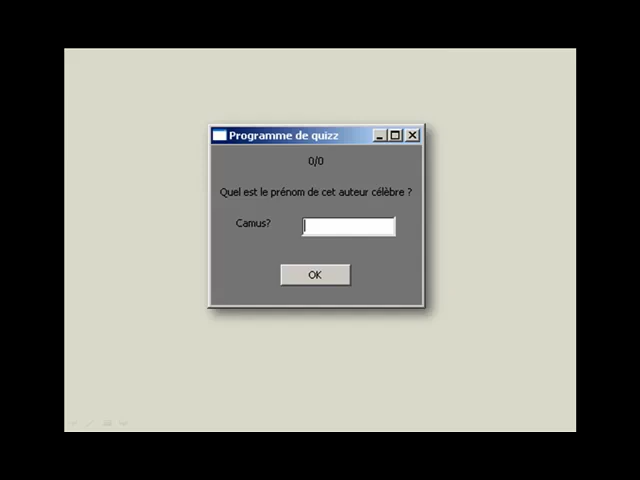 Programme de quizz
0/0
Quel est le prénom de cet auteur célèbre ?
Camus?
OK